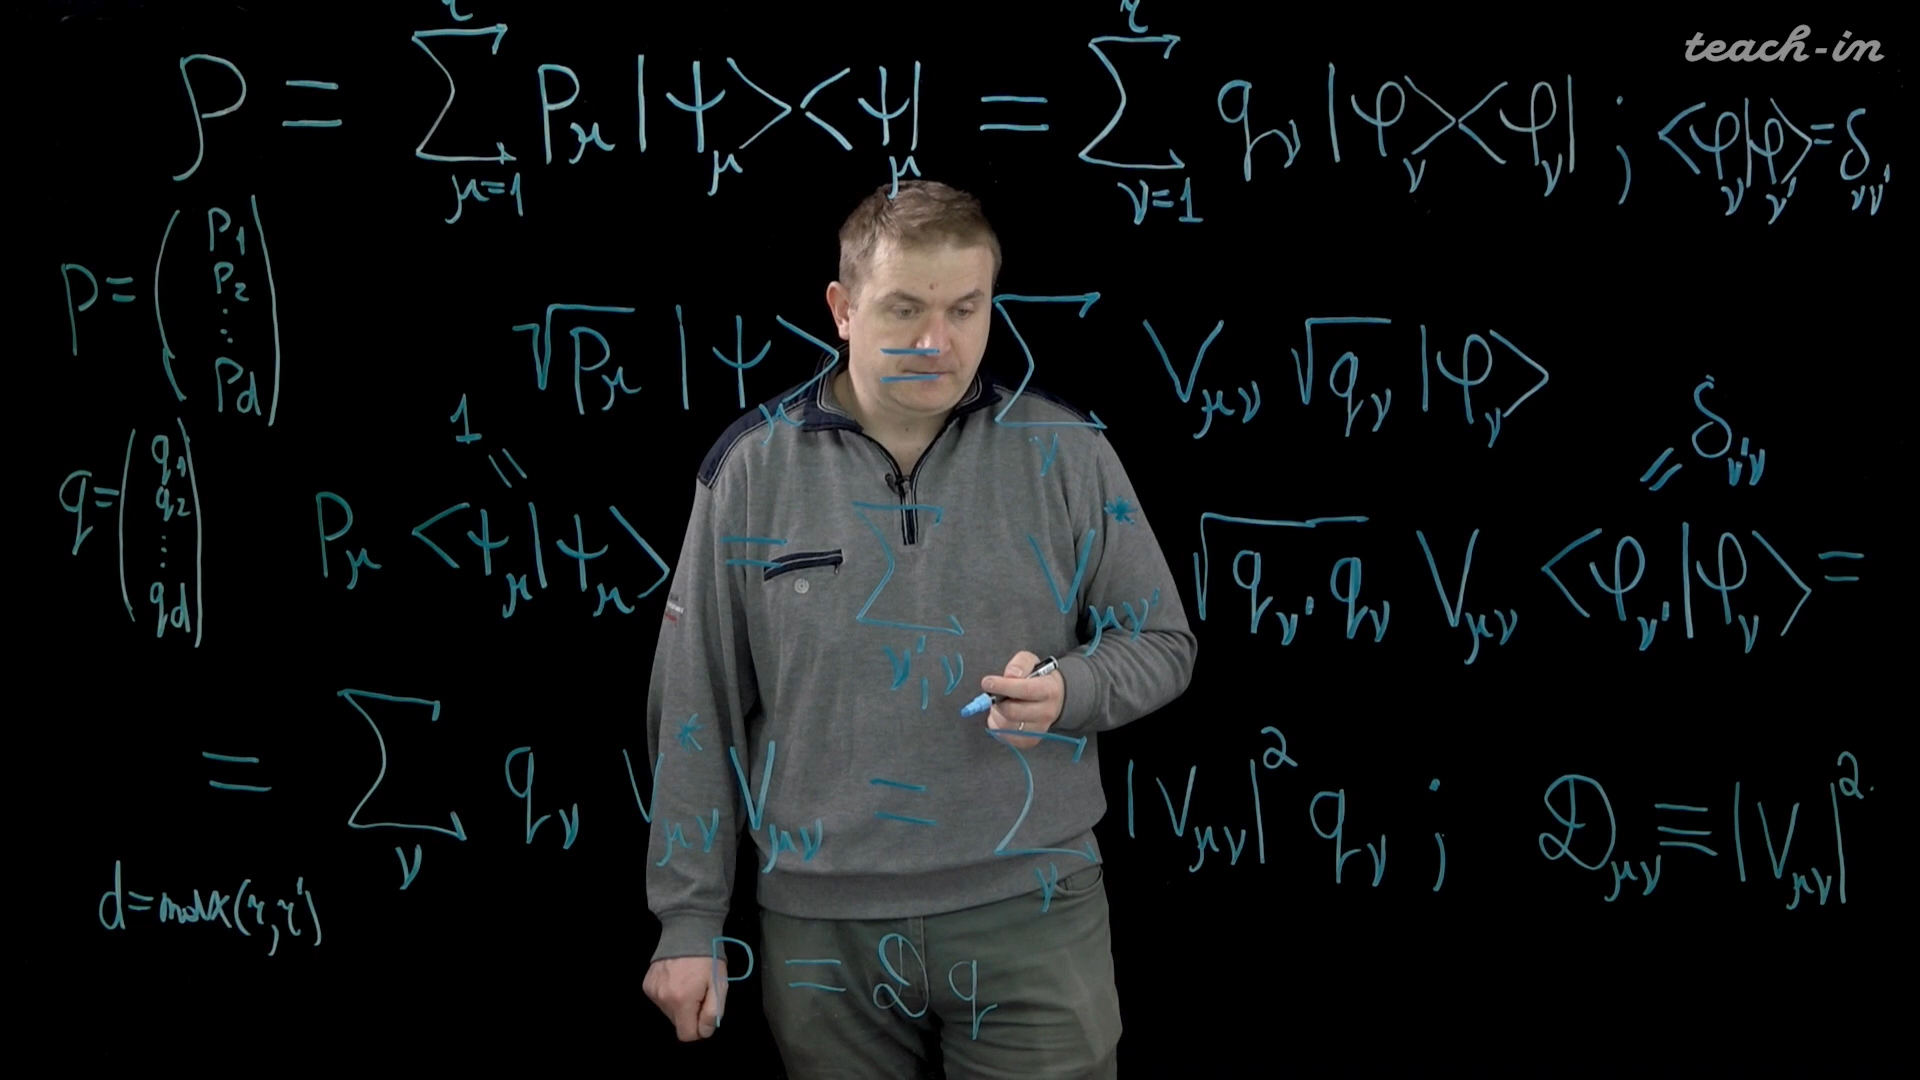 teach-in
ρ = Σ_{μ=1}^{r} p_μ |ψ_μ><ψ_μ| = Σ_{ν=1}^{r'} q_ν |φ_ν><φ_ν| ; <φ_ν|φ_ν'> = δ_νν'
p = (p_1 p_2 ... p_d)
√p_μ |ψ_μ> = Σ_ν V_μν √q_ν |φ_ν>
q = (q_1 q_2 ... q_d)
1 = δ_ν'ν
p_μ <ψ_μ|ψ_μ> = Σ_{ν',ν} V*_μν' √q_ν' q_ν V_μν <φ_ν'|φ_ν> =
= Σ_ν q_ν V*_μν V_μν = Σ_ν |V_μν|² q_ν ; D_μν ≡ |V_μν|².
d = max(r, r')
p = D q